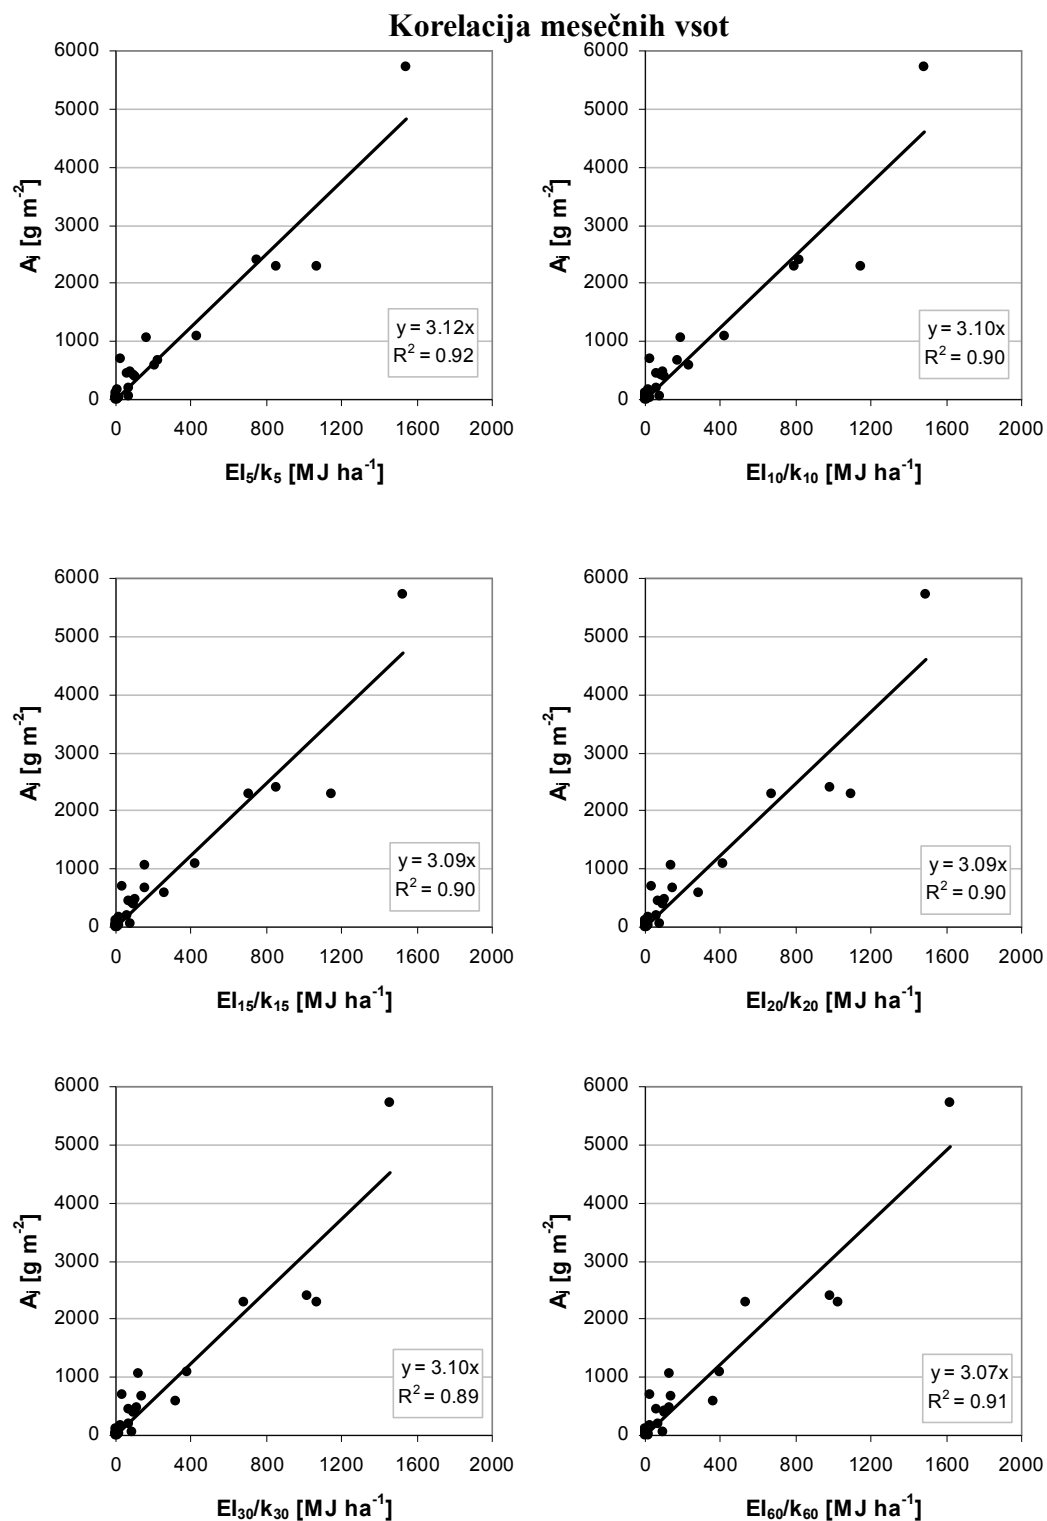 Korelacija mesečnih vsot
6000
5000
4000
3000
2000
1000
0
Aj [g m-2]
y = 3.12x
R2 = 0.92
0 400 800 1200 1600 2000
EI5/k5 [MJ ha-1]
6000
5000
4000
3000
2000
1000
0
Aj [g m-2]
y = 3.10x
R2 = 0.90
0 400 800 1200 1600 2000
EI10/k10 [MJ ha-1]
6000
5000
4000
3000
2000
1000
0
Aj [g m-2]
y = 3.09x
R2 = 0.90
0 400 800 1200 1600 2000
EI15/k15 [MJ ha-1]
6000
5000
4000
3000
2000
1000
0
Aj [g m-2]
y = 3.09x
R2 = 0.90
0 400 800 1200 1600 2000
EI20/k20 [MJ ha-1]
6000
5000
4000
3000
2000
1000
0
Aj [g m-2]
y = 3.10x
R2 = 0.89
0 400 800 1200 1600 2000
EI30/k30 [MJ ha-1]
6000
5000
4000
3000
2000
1000
0
Aj [g m-2]
y = 3.07x
R2 = 0.91
0 400 800 1200 1600 2000
EI60/k60 [MJ ha-1]